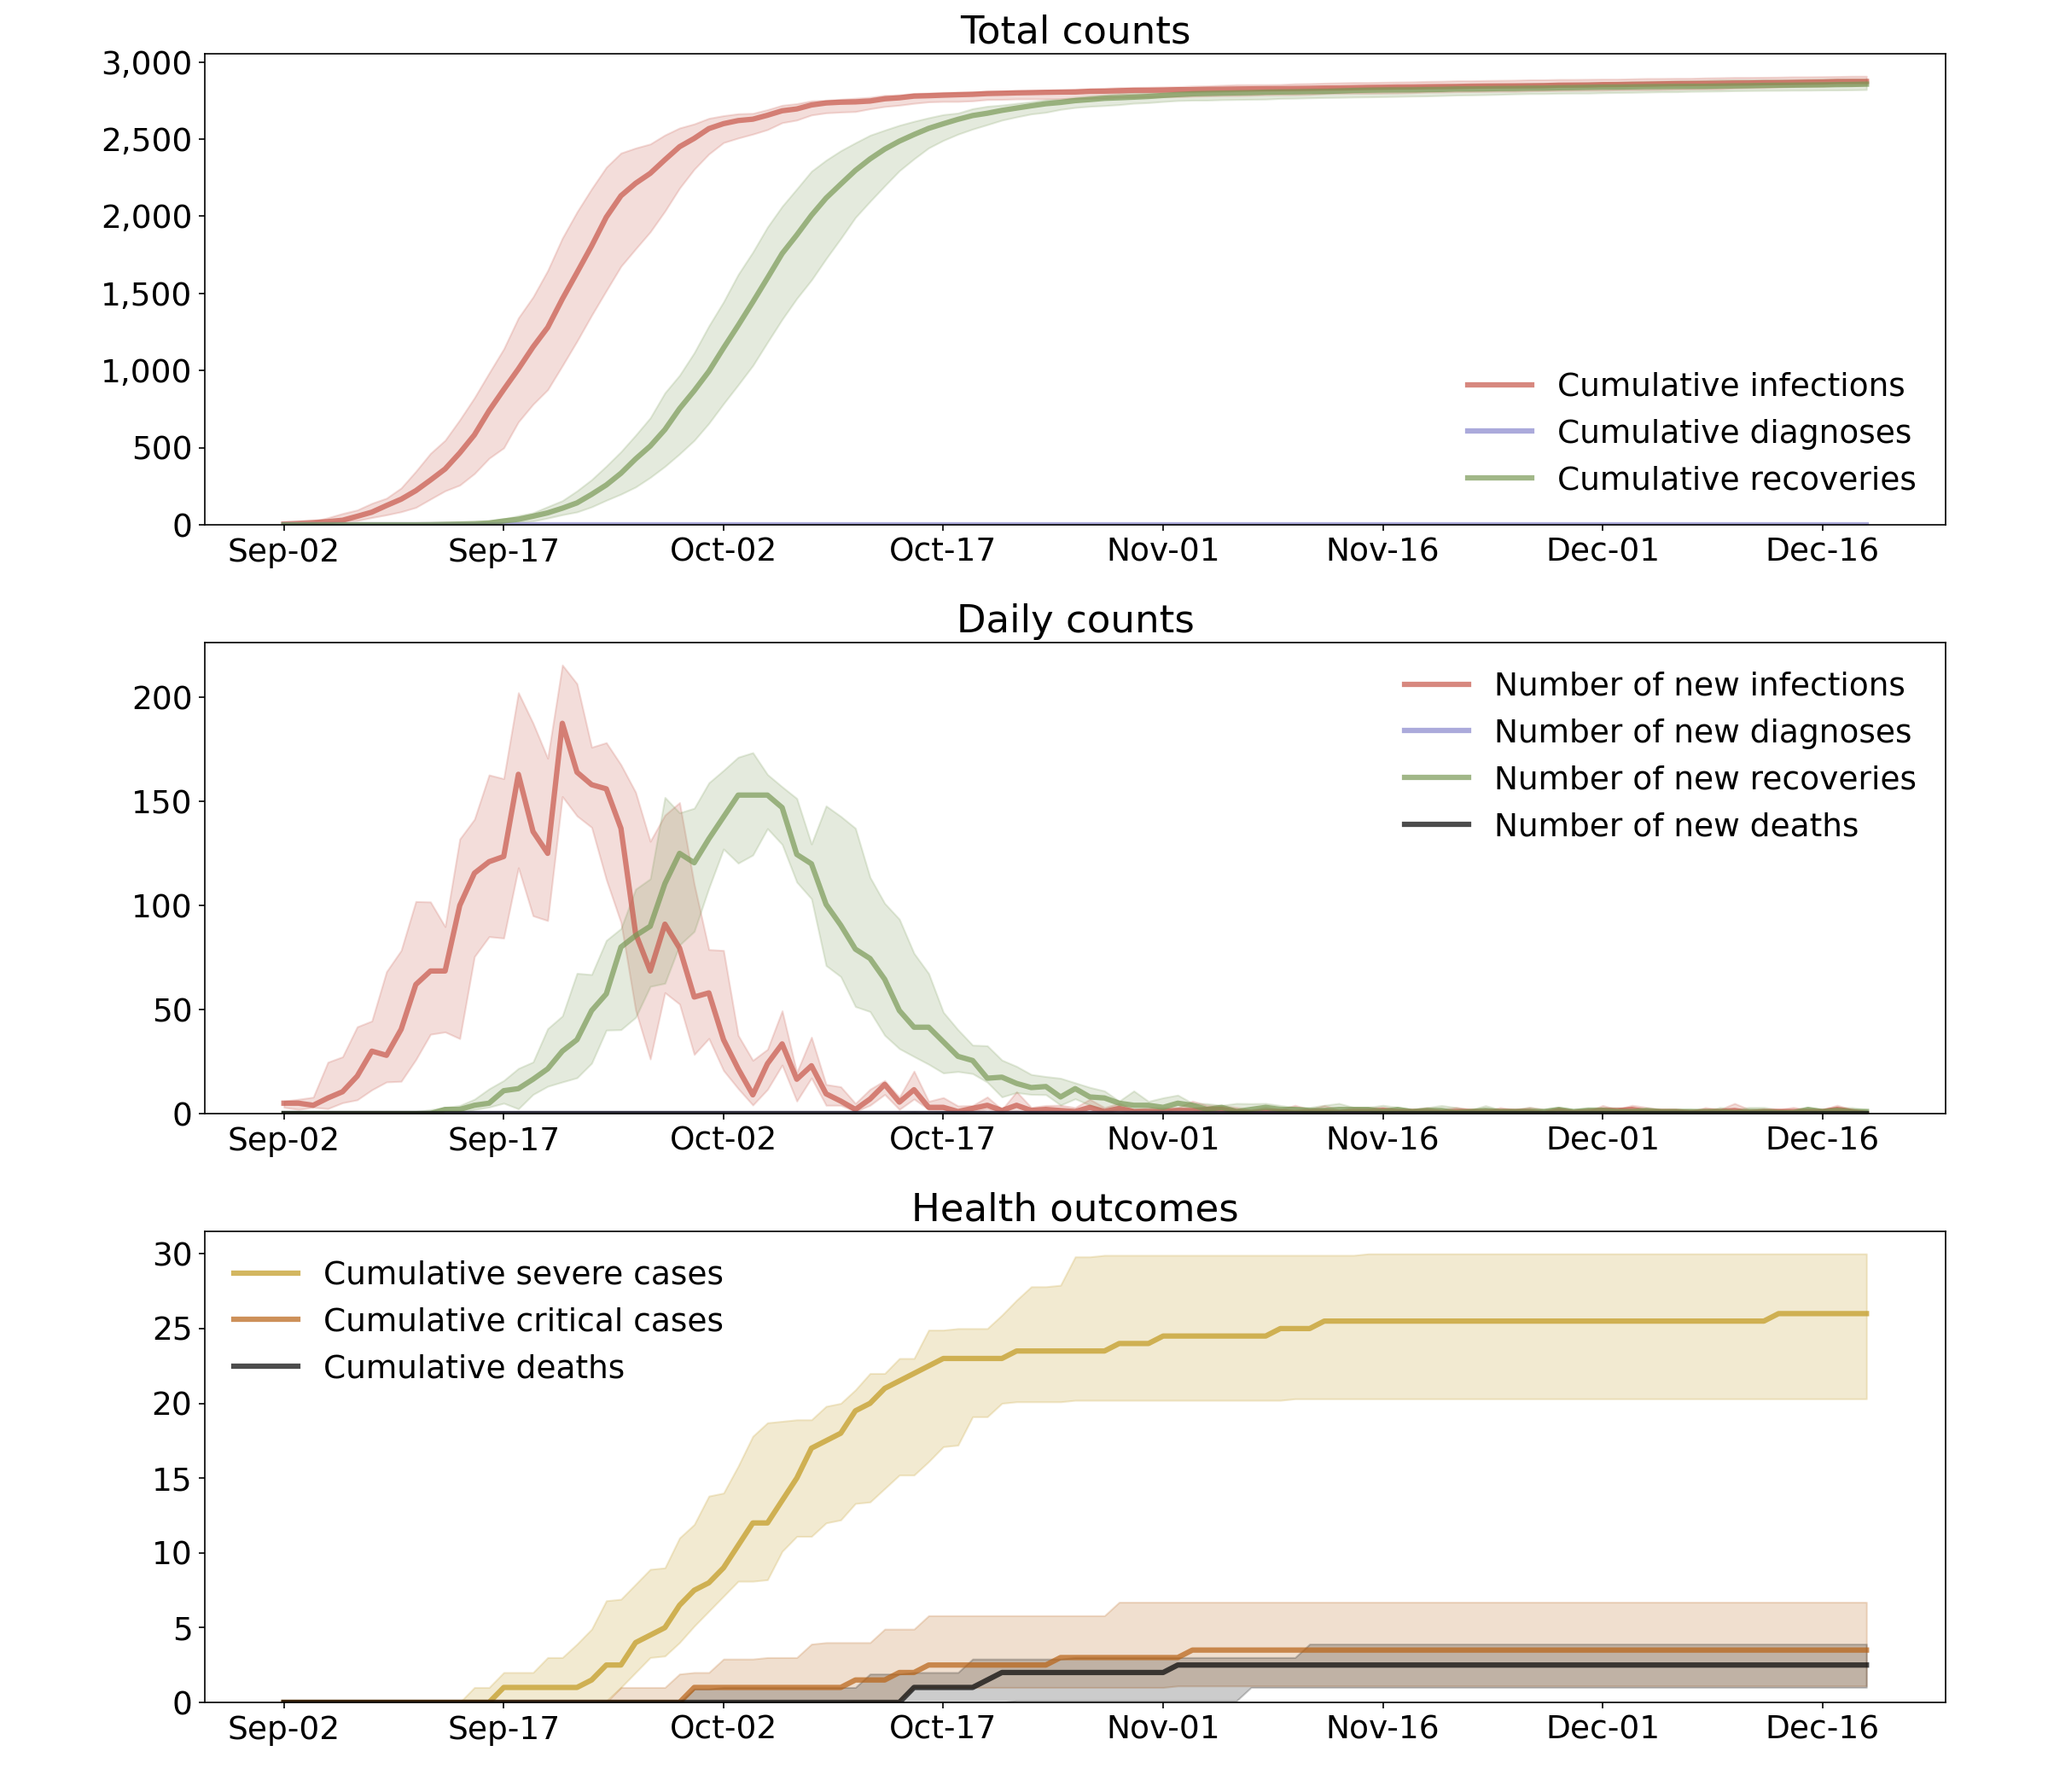 Total counts
3,000
2,500
2,000
1,500
1,000
500
0
Cumulative infections
Cumulative diagnoses
Cumulative recoveries
Sep-02 Sep-17 Oct-02 Oct-17 Nov-01 Nov-16 Dec-01 Dec-16
Daily counts
200
150
100
50
0
Number of new infections
Number of new diagnoses
Number of new recoveries
Number of new deaths
Sep-02 Sep-17 Oct-02 Oct-17 Nov-01 Nov-16 Dec-01 Dec-16
Health outcomes
30
25
20
15
10
5
0
Cumulative severe cases
Cumulative critical cases
Cumulative deaths
Sep-02 Sep-17 Oct-02 Oct-17 Nov-01 Nov-16 Dec-01 Dec-16